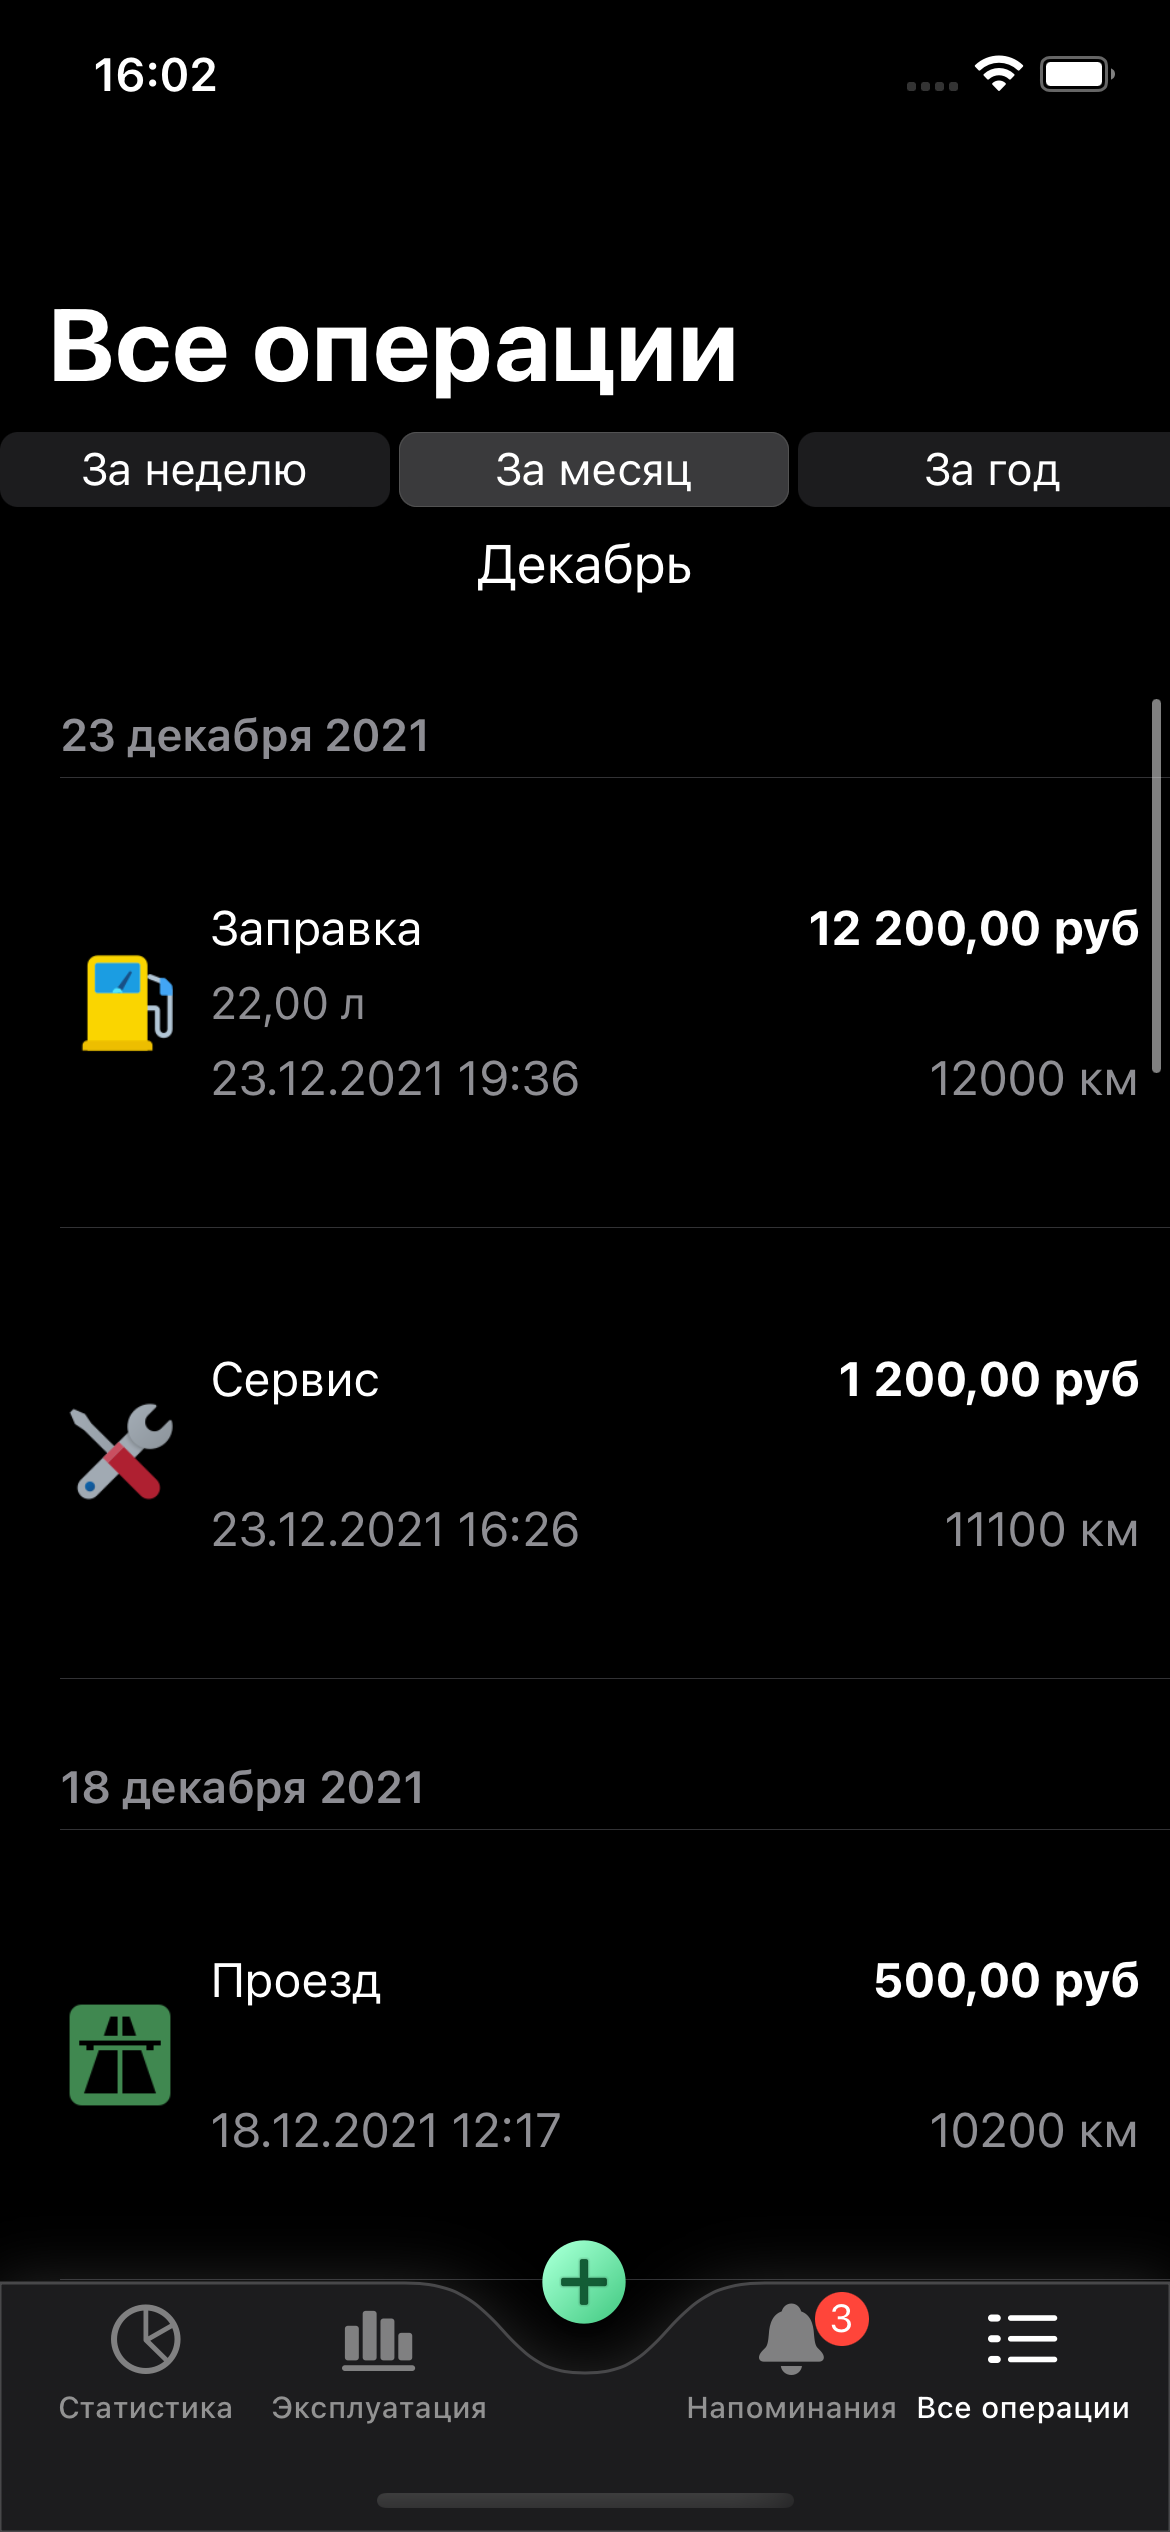 16:02
Все операции
За неделю За месяц За год
Декабрь
23 декабря 2021
Заправка 12 200,00 руб
22,00 л
23.12.2021 19:36 12000 км
Сервис 1 200,00 руб
23.12.2021 16:26 11100 км
18 декабря 2021
Проезд 500,00 руб
18.12.2021 12:17 10200 км
3
Статистика Эксплуатация Напоминания Все операции